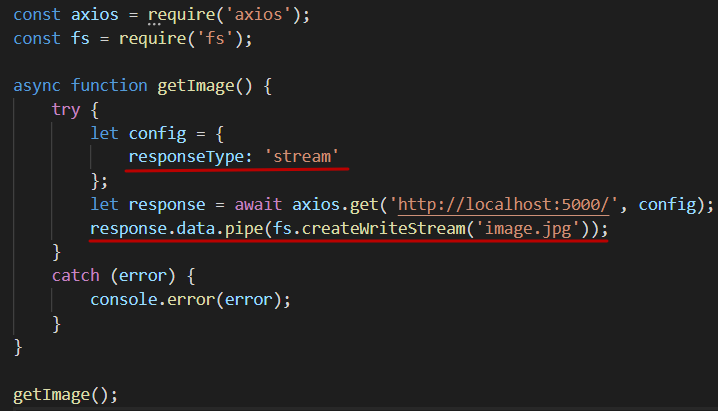 const axios = require('axios');
const fs = require('fs');

async function getImage() {
    try {
        let config = {
            responseType: 'stream'
        };
        let response = await axios.get('http://localhost:5000/', config);
        response.data.pipe(fs.createWriteStream('image.jpg'));
    }
    catch (error) {
        console.error(error);
    }
}

getImage();